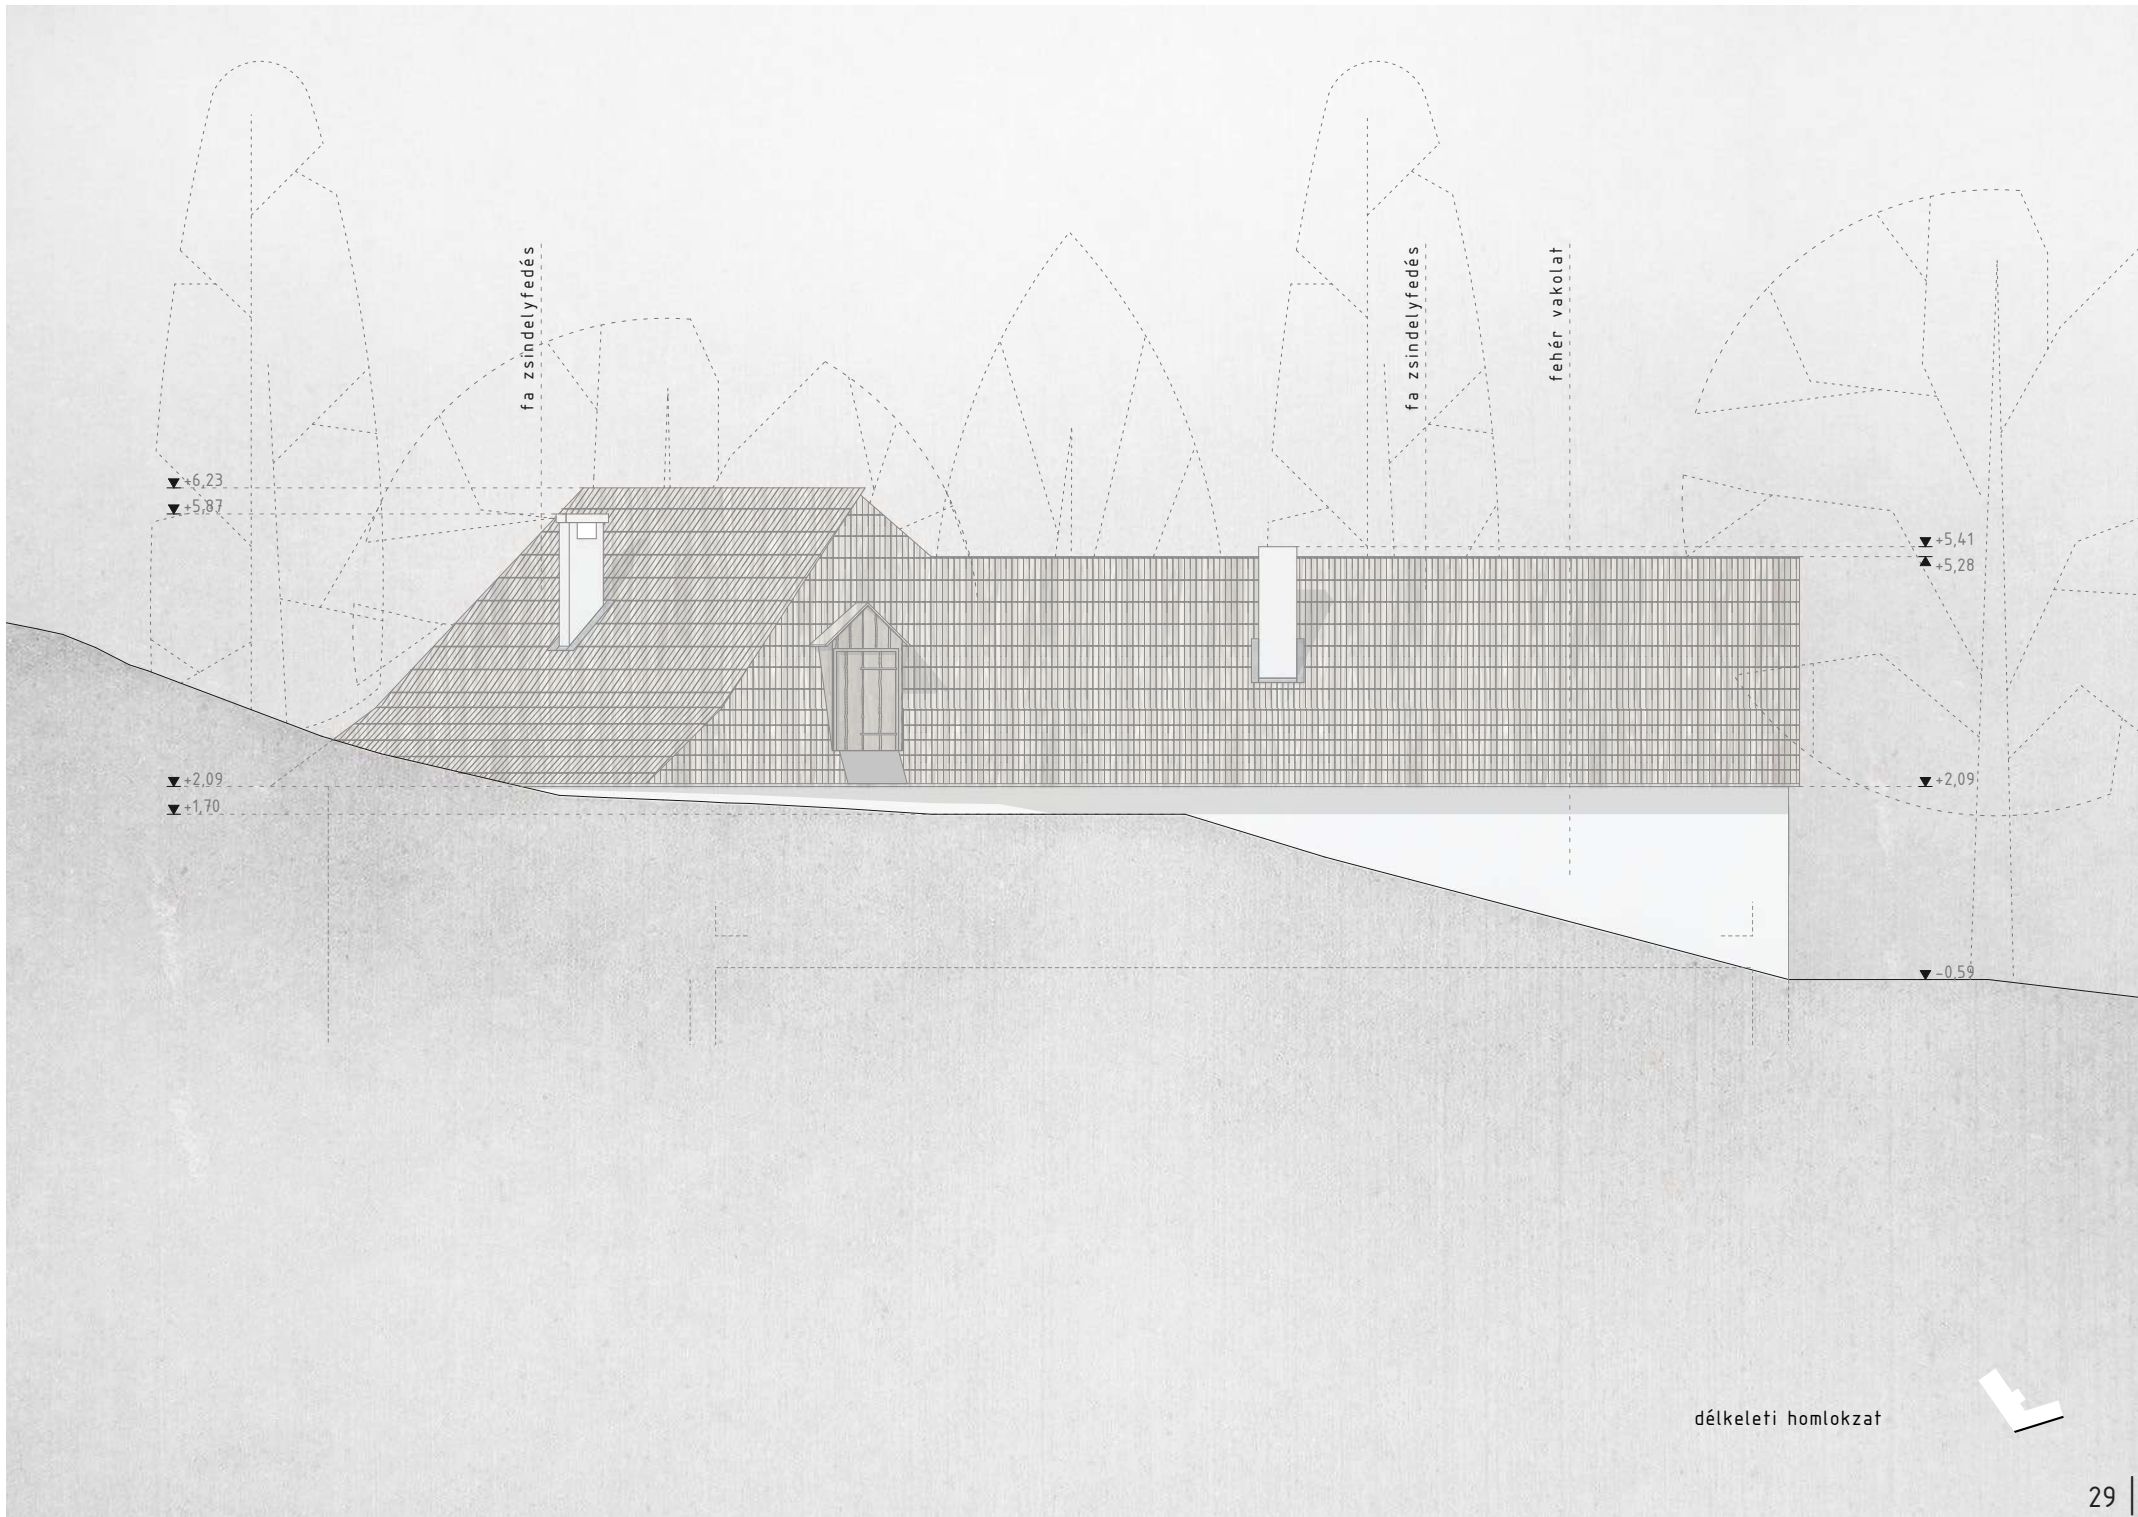 fa zsindelyfedés
fa zsindelyfedés
fehér vakolat
+6,23
+5,87
+5,41
+5,28
+2,09
+2,09
+1,70
-0,59
délkeleti homlokzat
29